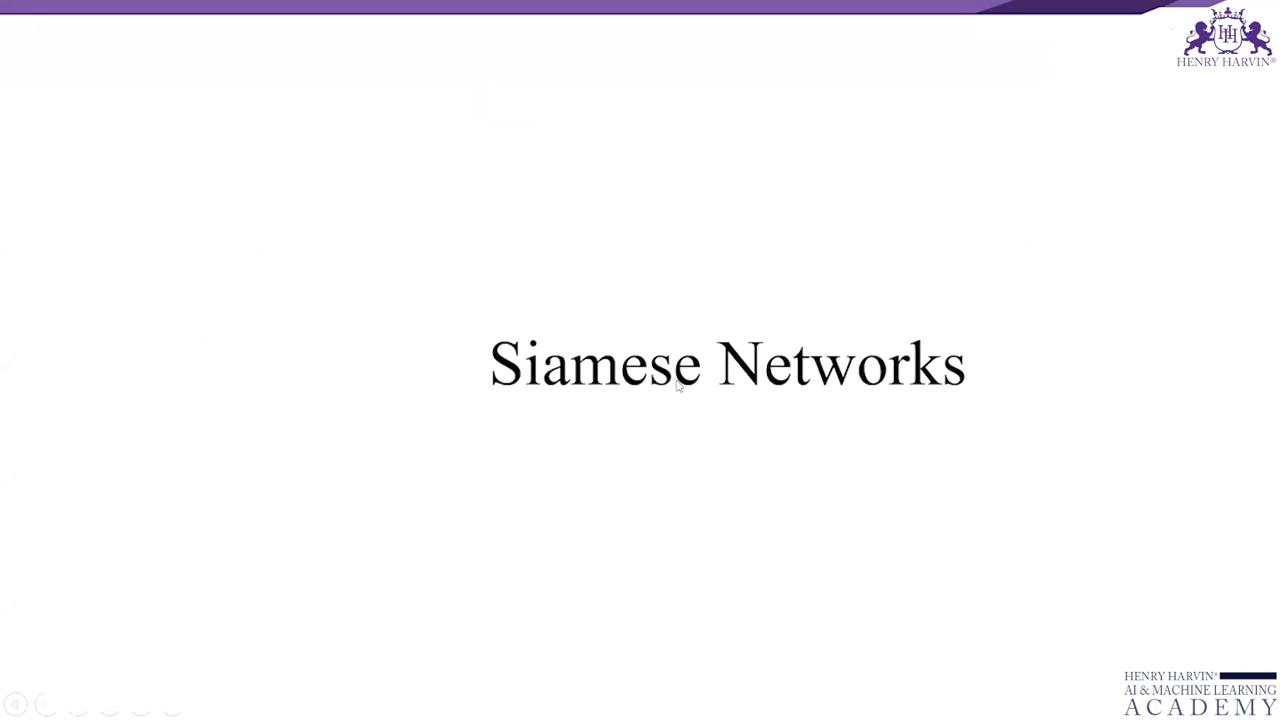 HH
HENRY HARVIN®
Siamese Networks
HENRY HARVIN®
AI & MACHINE LEARNING
ACADEMY